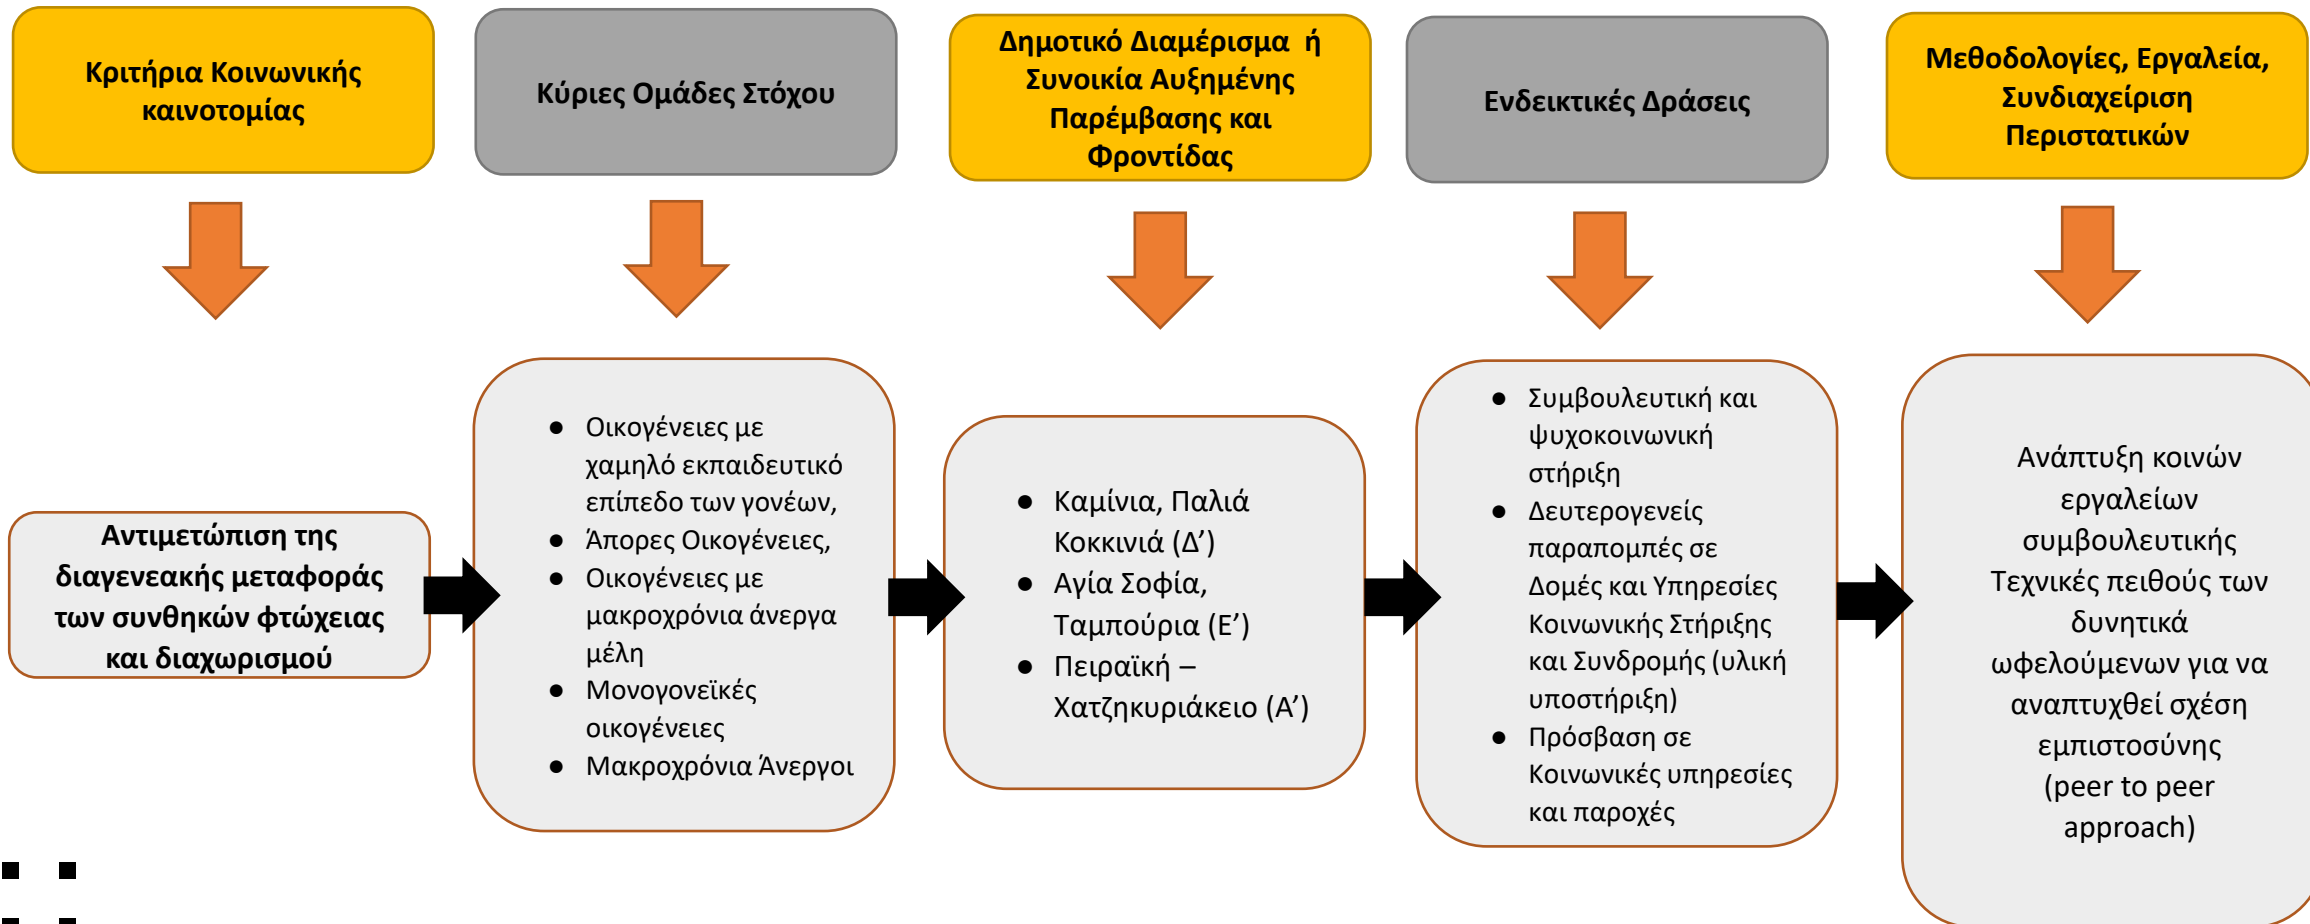 Κριτήρια Κοινωνικής
καινοτομίας
Κύριες Ομάδες Στόχου
Δημοτικό Διαμέρισμα ή
Συνοικία Αυξημένης
Παρέμβασης και
Φροντίδας
Ενδεικτικές Δράσεις
Μεθοδολογίες, Εργαλεία,
Συνδιαχείριση
Περιστατικών
Αντιμετώπιση της
διαγενεακής μεταφοράς
των συνθηκών φτώχειας
και διαχωρισμού
● Οικογένειες με
χαμηλό εκπαιδευτικό
επίπεδο των γονέων,
● Άπορες Οικογένειες,
● Οικογένειες με
μακροχρόνια άνεργα
μέλη
● Μονογονεϊκές
οικογένειες
● Μακροχρόνια Άνεργοι
● Καμίνια, Παλιά
Κοκκινιά (Δ’)
● Αγία Σοφία,
Ταμπούρια (Ε’)
● Πειραϊκή –
Χατζηκυριάκειο (Α’)
● Συμβουλευτική και
ψυχοκοινωνική
στήριξη
● Δευτερογενείς
παραπομπές σε
Δομές και Υπηρεσίες
Κοινωνικής Στήριξης
και Συνδρομής (υλική
υποστήριξη)
● Πρόσβαση σε
Κοινωνικές υπηρεσίες
και παροχές
Ανάπτυξη κοινών
εργαλείων
συμβουλευτικής
Τεχνικές πειθούς των
δυνητικά
ωφελούμενων για να
αναπτυχθεί σχέση
εμπιστοσύνης
(peer to peer
approach)